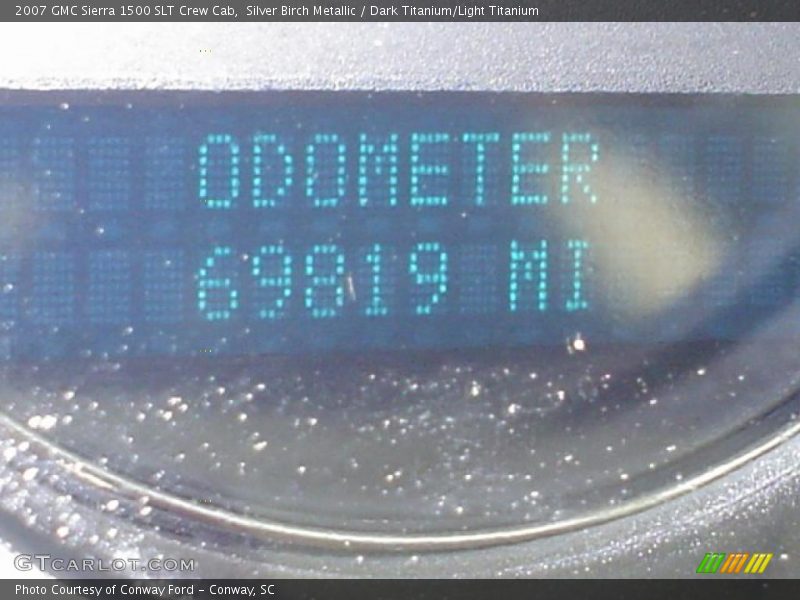 2007 GMC Sierra 1500 SLT Crew Cab, Silver Birch Metallic / Dark Titanium/Light Titanium
ODOMETER
69819 MI
GTCARLOT.COM
Photo Courtesy of Conway Ford - Conway, SC